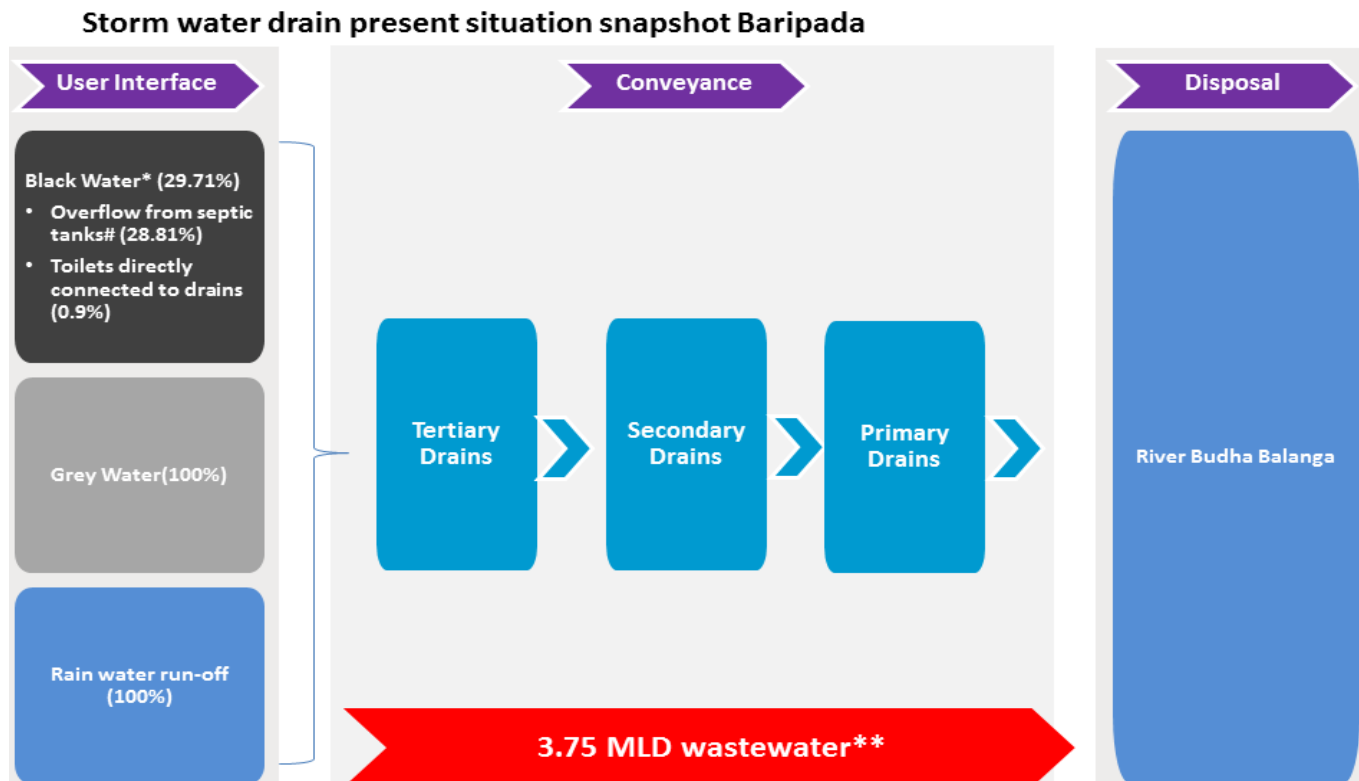 Storm water drain present situation snapshot Baripada
User Interface
Conveyance
Disposal
Black Water* (29.71%)
• Overflow from septic
tanks# (28.81%)
• Toilets directly
connected to drains
(0.9%)
Grey Water(100%)
Rain water run-off
(100%)
Tertiary
Drains
Secondary
Drains
Primary
Drains
3.75 MLD wastewater**
River Budha Balanga